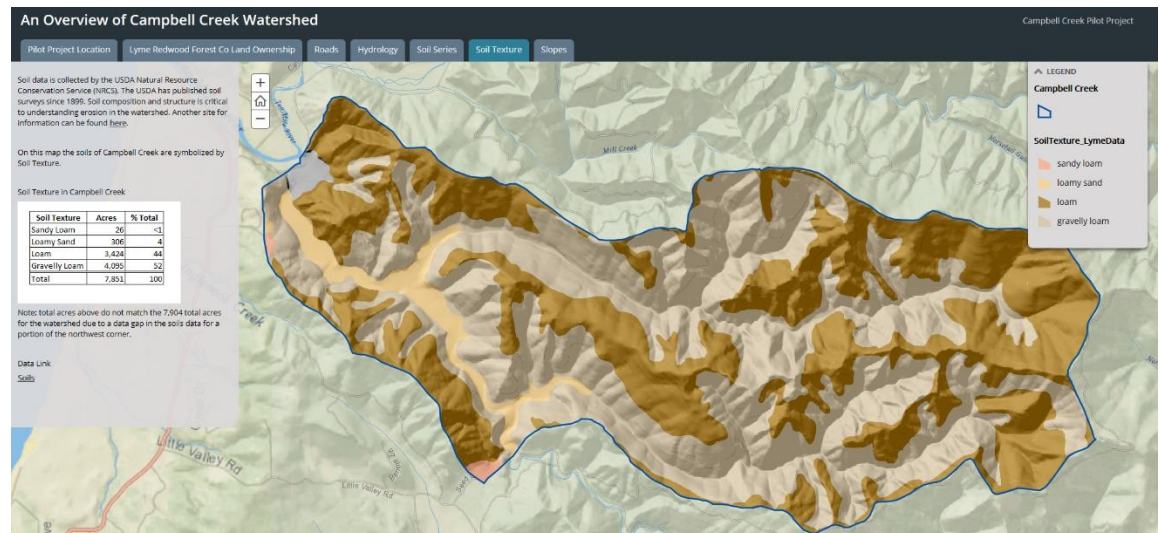 An Overview of Campbell Creek Watershed
Campbell Creek Pilot Project
Pilot Project Location
Lyme Redwood Forest Co Land Ownership
Roads
Hydrology
Soil Series
Soil Texture
Slopes
Soil data is collected by the USDA Natural Resource
Conservation Service (NRCS). The USDA has published soil
surveys since 1899. Soil composition and structure is critical
to understanding erosion in the watershed. Another site for
information can be found here.
On this map the soils of Campbell Creek are symbolized by
Soil Texture.
Soil Texture in Campbell Creek
Soil Texture Acres % Total
Sandy Loam 26 <1
Loamy Sand 306 4
Loam 3,424 44
Gravelly Loam 4,095 52
Total 7,851 100
Note: total acres above do not match the 7,904 total acres
for the watershed due to a data gap in the soils data for a
portion of the northwest corner.
Data Link
Soils
+
−
LEGEND
Campbell Creek
SoilTexture_LymeData
sandy loam
loamy sand
loam
gravelly loam
Mill Creek
Creek
Little Valley Rd
Little Valley Rd